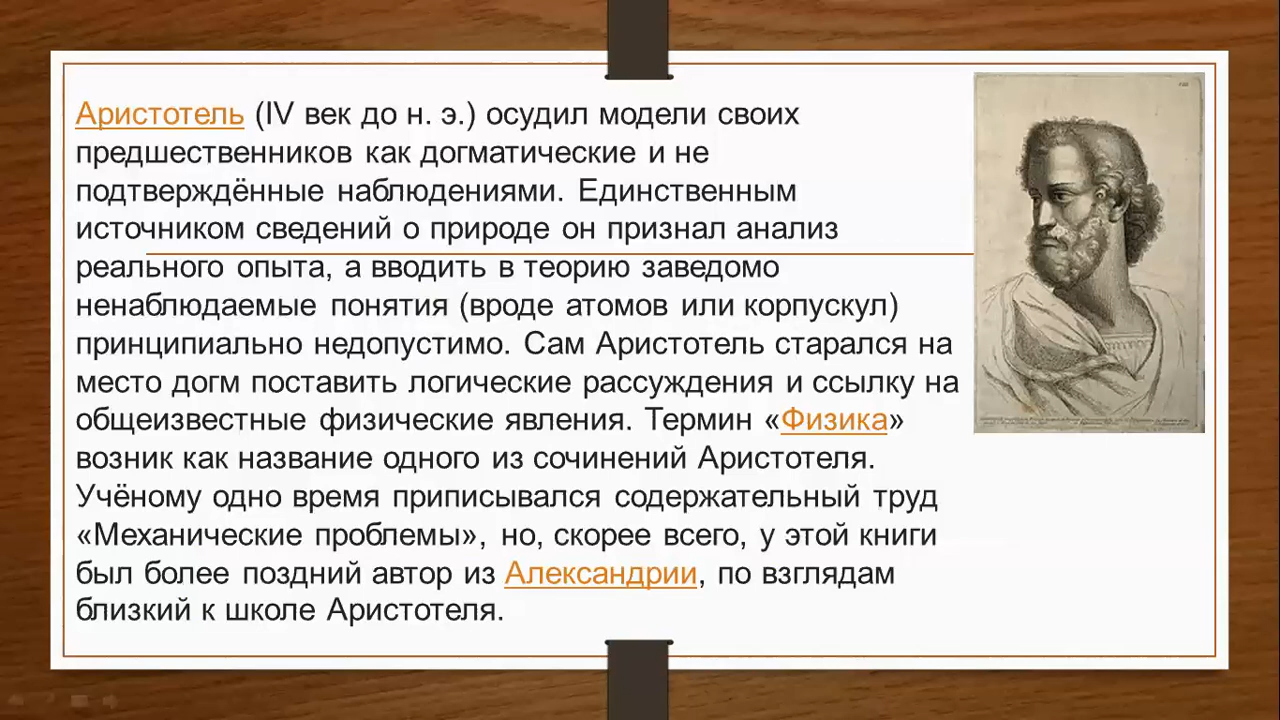 Аристотель (IV век до н. э.) осудил модели своих
предшественников как догматические и не
подтверждённые наблюдениями. Единственным
источником сведений о природе он признал анализ
реального опыта, а вводить в теорию заведомо
ненаблюдаемые понятия (вроде атомов или корпускул)
принципиально недопустимо. Сам Аристотель старался на
место догм поставить логические рассуждения и ссылку на
общеизвестные физические явления. Термин «Физика»
возник как название одного из сочинений Аристотеля.
Учёному одно время приписывался содержательный труд
«Механические проблемы», но, скорее всего, у этой книги
был более поздний автор из Александрии, по взглядам
близкий к школе Аристотеля.